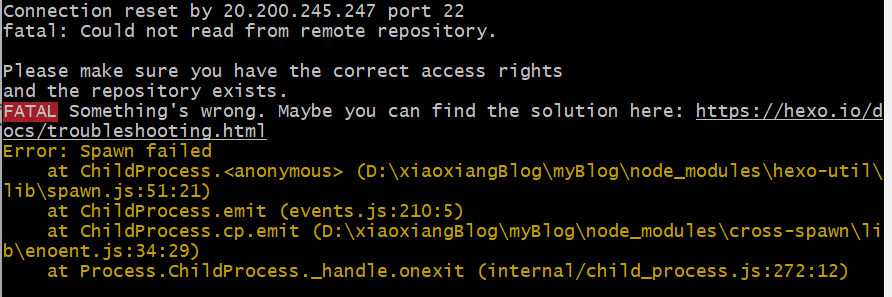 Connection reset by 20.200.245.247 port 22
fatal: Could not read from remote repository.
Please make sure you have the correct access rights
and the repository exists.
FATAL Something's wrong. Maybe you can find the solution here: https://hexo.io/d
ocs/troubleshooting.html
Error: Spawn failed
    at ChildProcess.<anonymous> (D:\xiaoxiangBlog\myBlog\node_modules\hexo-util\
lib\spawn.js:51:21)
    at ChildProcess.emit (events.js:210:5)
    at ChildProcess.cp.emit (D:\xiaoxiangBlog\myBlog\node_modules\cross-spawn\li
b\enoent.js:34:29)
    at Process.ChildProcess._handle.onexit (internal/child_process.js:272:12)